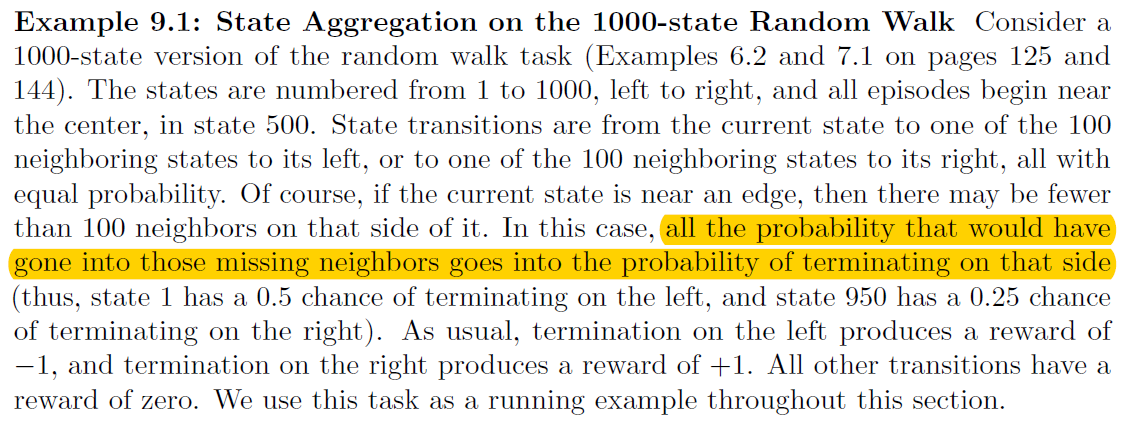 Example 9.1: State Aggregation on the 1000-state Random Walk Consider a
1000-state version of the random walk task (Examples 6.2 and 7.1 on pages 125 and
144). The states are numbered from 1 to 1000, left to right, and all episodes begin near
the center, in state 500. State transitions are from the current state to one of the 100
neighboring states to its left, or to one of the 100 neighboring states to its right, all with
equal probability. Of course, if the current state is near an edge, then there may be fewer
than 100 neighbors on that side of it. In this case, all the probability that would have
gone into those missing neighbors goes into the probability of terminating on that side
(thus, state 1 has a 0.5 chance of terminating on the left, and state 950 has a 0.25 chance
of terminating on the right). As usual, termination on the left produces a reward of
−1, and termination on the right produces a reward of +1. All other transitions have a
reward of zero. We use this task as a running example throughout this section.